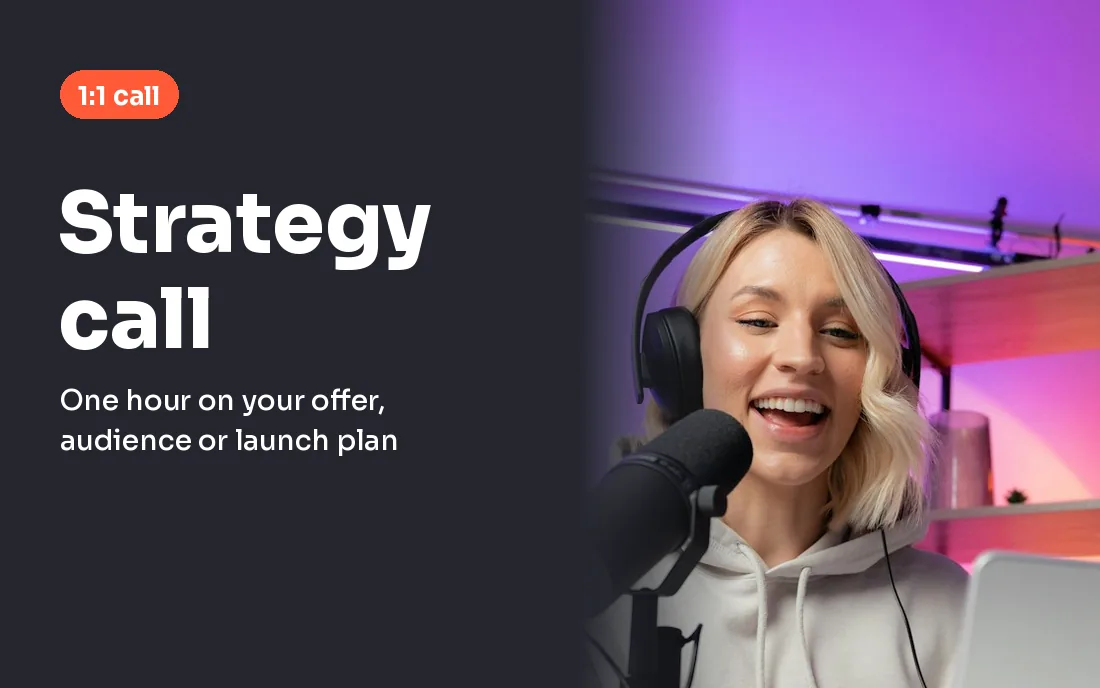 1:1 call
Strategy
call
One hour on your offer,
audience or launch plan